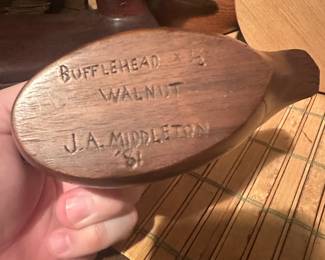 BUFFLEHEAD
WALNUT
J.A. MIDDLETON
'81